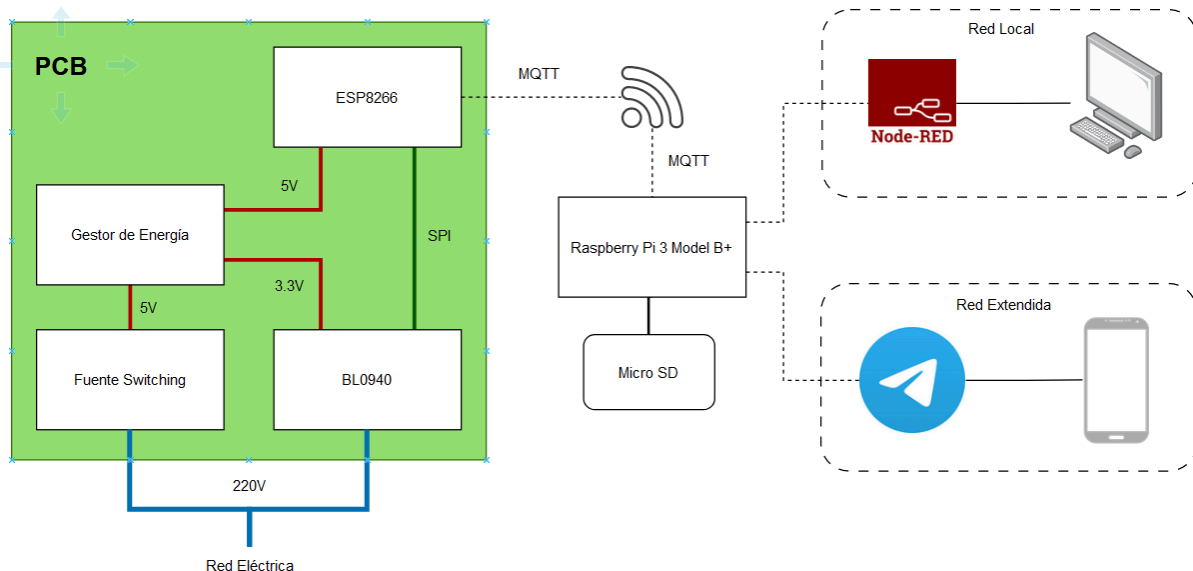 PCB
ESP8266
5V
SPI
Gestor de Energía
3.3V
5V
Fuente Switching
BL0940
220V
Red Eléctrica
MQTT
MQTT
Raspberry Pi 3 Model B+
Micro SD
Red Local
Node-RED
Red Extendida